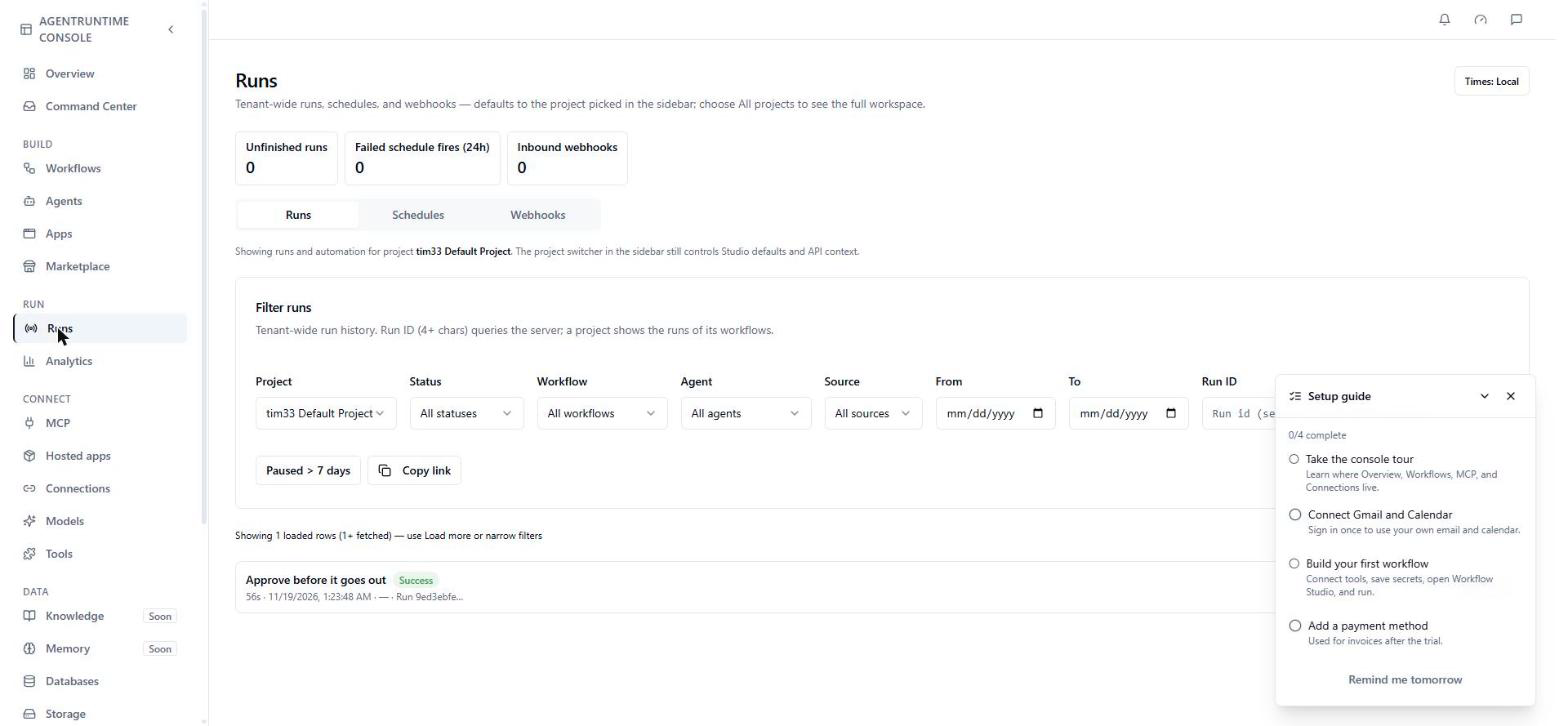 AGENTRUNTIME
CONSOLE
Overview
Command Center
BUILD
Workflows
Agents
Apps
Marketplace
RUN
Runs
Analytics
CONNECT
MCP
Hosted apps
Connections
Models
Tools
DATA
Knowledge Soon
Memory Soon
Databases
Storage
Runs
Times: Local
Tenant-wide runs, schedules, and webhooks — defaults to the project picked in the sidebar; choose All projects to see the full workspace.
Unfinished runs Failed schedule fires (24h) Inbound webhooks
0 0 0
Runs Schedules Webhooks
Showing runs and automation for project tim33 Default Project. The project switcher in the sidebar still controls Studio defaults and API context.
Filter runs
Tenant-wide run history. Run ID (4+ chars) queries the server; a project shows the runs of its workflows.
Project Status Workflow Agent Source From To Run ID
tim33 Default Project All statuses All workflows All agents All sources mm/dd/yyyy mm/dd/yyyy Run id (se
Paused > 7 days Copy link
Showing 1 loaded rows (1+ fetched) — use Load more or narrow filters
Approve before it goes out Success
56s · 11/19/2026, 1:23:48 AM · — · Run 9ed3ebfe...
Setup guide
0/4 complete
Take the console tour
Learn where Overview, Workflows, MCP, and
Connections live.
Connect Gmail and Calendar
Sign in once to use your own email and calendar.
Build your first workflow
Connect tools, save secrets, open Workflow
Studio, and run.
Add a payment method
Used for invoices after the trial.
Remind me tomorrow